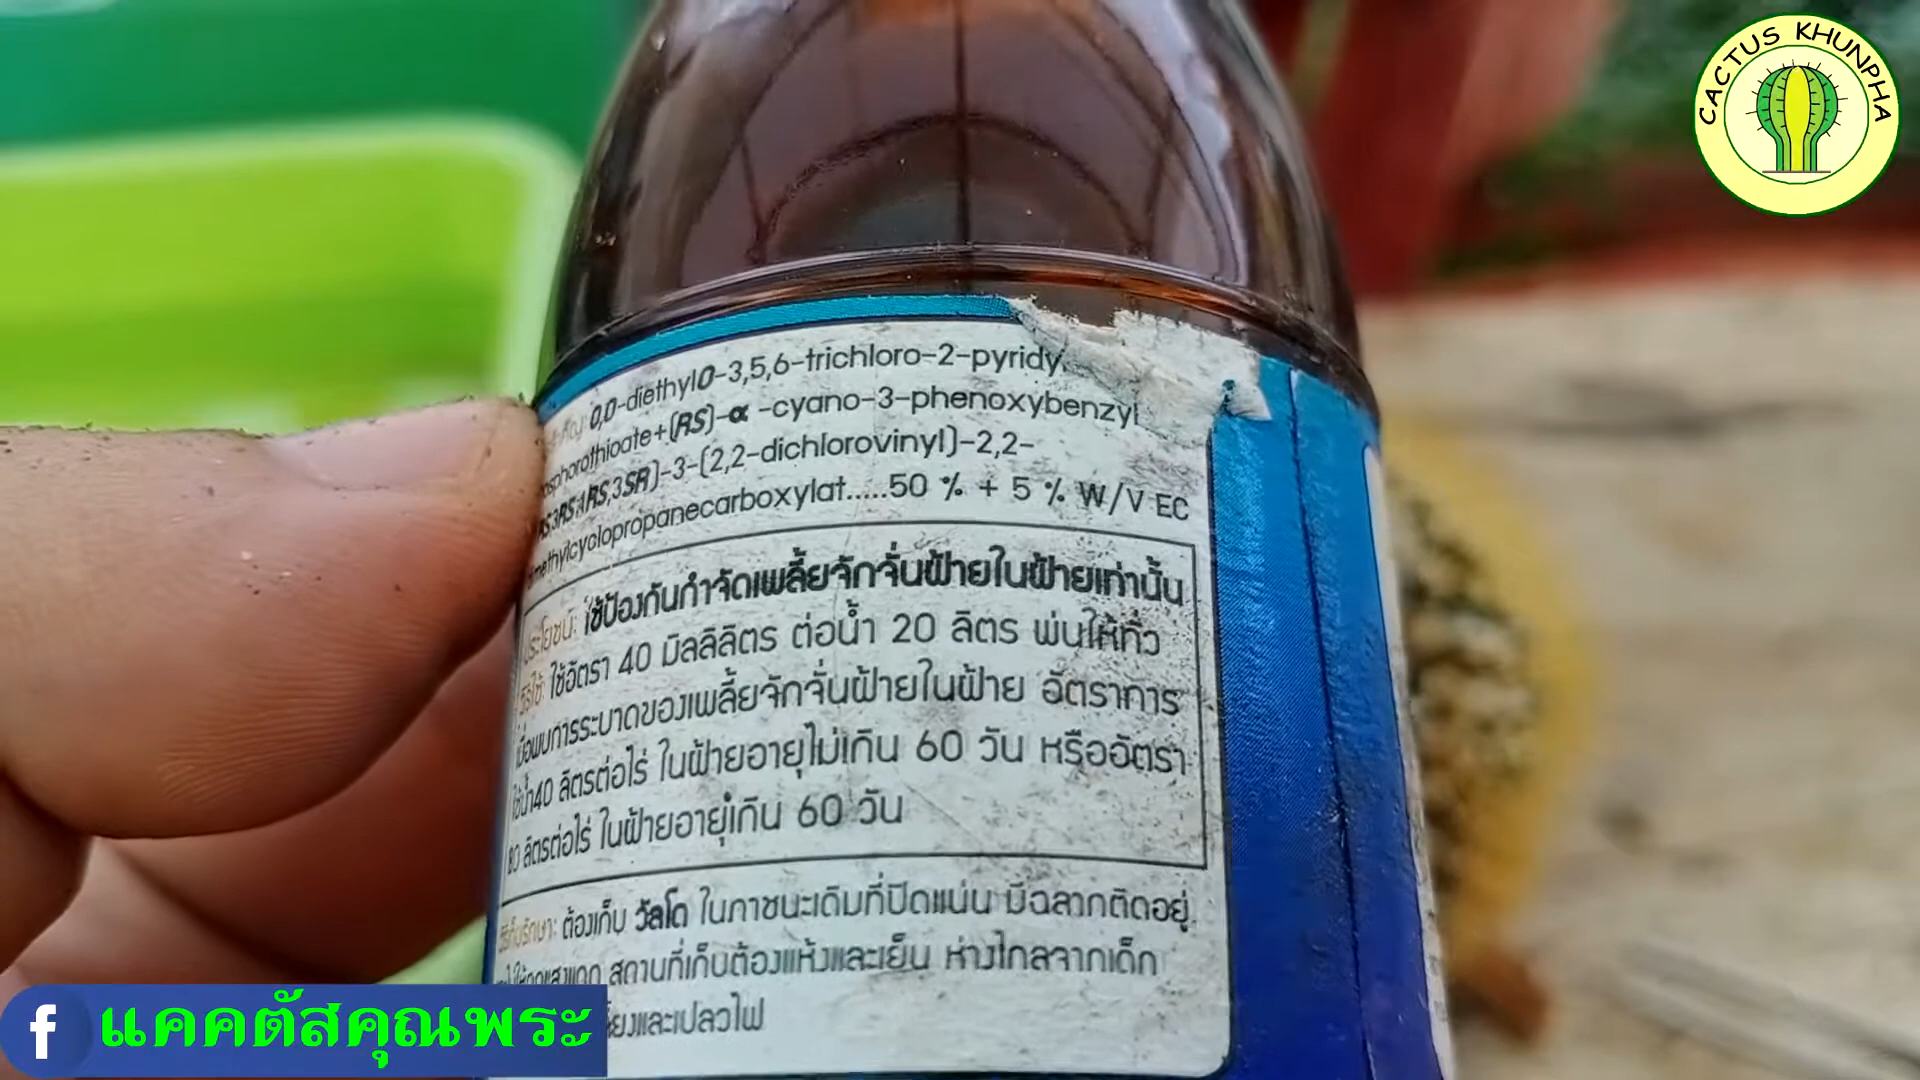 CACTUS KHUNPHA
O,O-diethylO-3,5,6-trichloro-2-pyridy
+(RS)-α -cyano-3-phenoxybenzyl
-3-(2,2-dichlorovinyl)-2,2-
methylcyclopropanecarboxylat.....50 % + 5 % W/V EC
ประโยชน์: ใช้ป้องกันกำจัดเพลี้ยจักจั่นฝ้ายในฝ้ายเท่านั้น
วิธีใช้: ใช้อัตรา 40 มิลลิลิตร ต่อน้ำ 20 ลิตร พ่นให้ทั่ว
เมื่อพบการระบาดของเพลี้ยจักจั่นฝ้ายในฝ้าย อัตราการ
ใช้น้ำ40 ลิตรต่อไร่ ในฝ้ายอายุไม่เกิน 60 วัน หรืออัตรา
80 ลิตรต่อไร่ ในฝ้ายอายุเกิน 60 วัน
วิธีเก็บรักษา: ต้องเก็บ วัลโด ในภาชนะเดิมที่ปิดแน่น มีฉลากติดอยู่
สถานที่เก็บต้องแห้งและเย็น ห่างไกลจากเด็ก
และเปลวไฟ
f แคคตัสคุณพระ